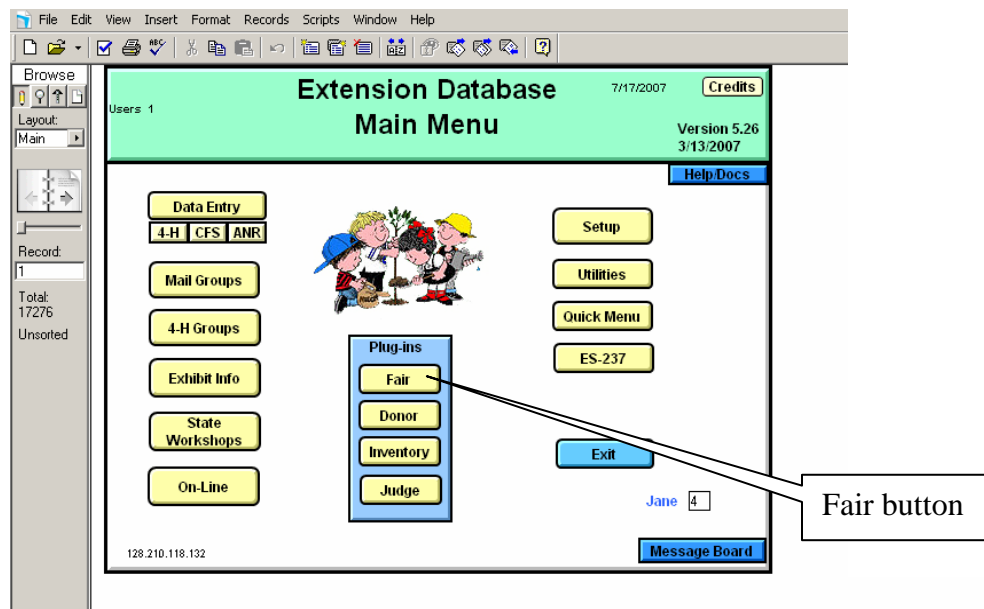 File Edit View Insert Format Records Scripts Window Help
ABC
Browse
Layout:
Main
Record:
1
Total:
17276
Unsorted
Users 1
Extension Database
Main Menu
7/17/2007
Credits
Version 5.26
3/13/2007
Help/Docs
Data Entry
4-H CFS ANR
Mail Groups
4-H Groups
Exhibit Info
State
Workshops
On-Line
Plug-ins
Fair
Donor
Inventory
Judge
Setup
Utilities
Quick Menu
ES-237
Exit
Jane 4
128.210.118.132
Message Board
Fair button